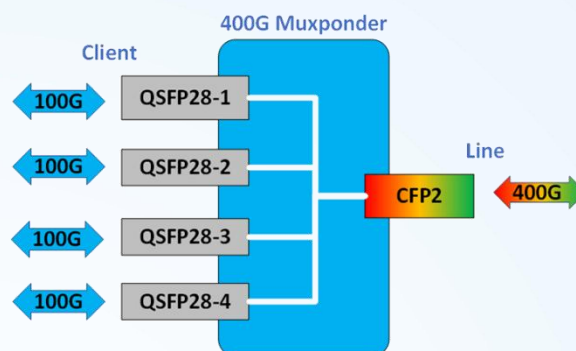 400G Muxponder
Client
Line
100G
QSFP28-1
100G
QSFP28-2
CFP2
400G
100G
QSFP28-3
100G
QSFP28-4